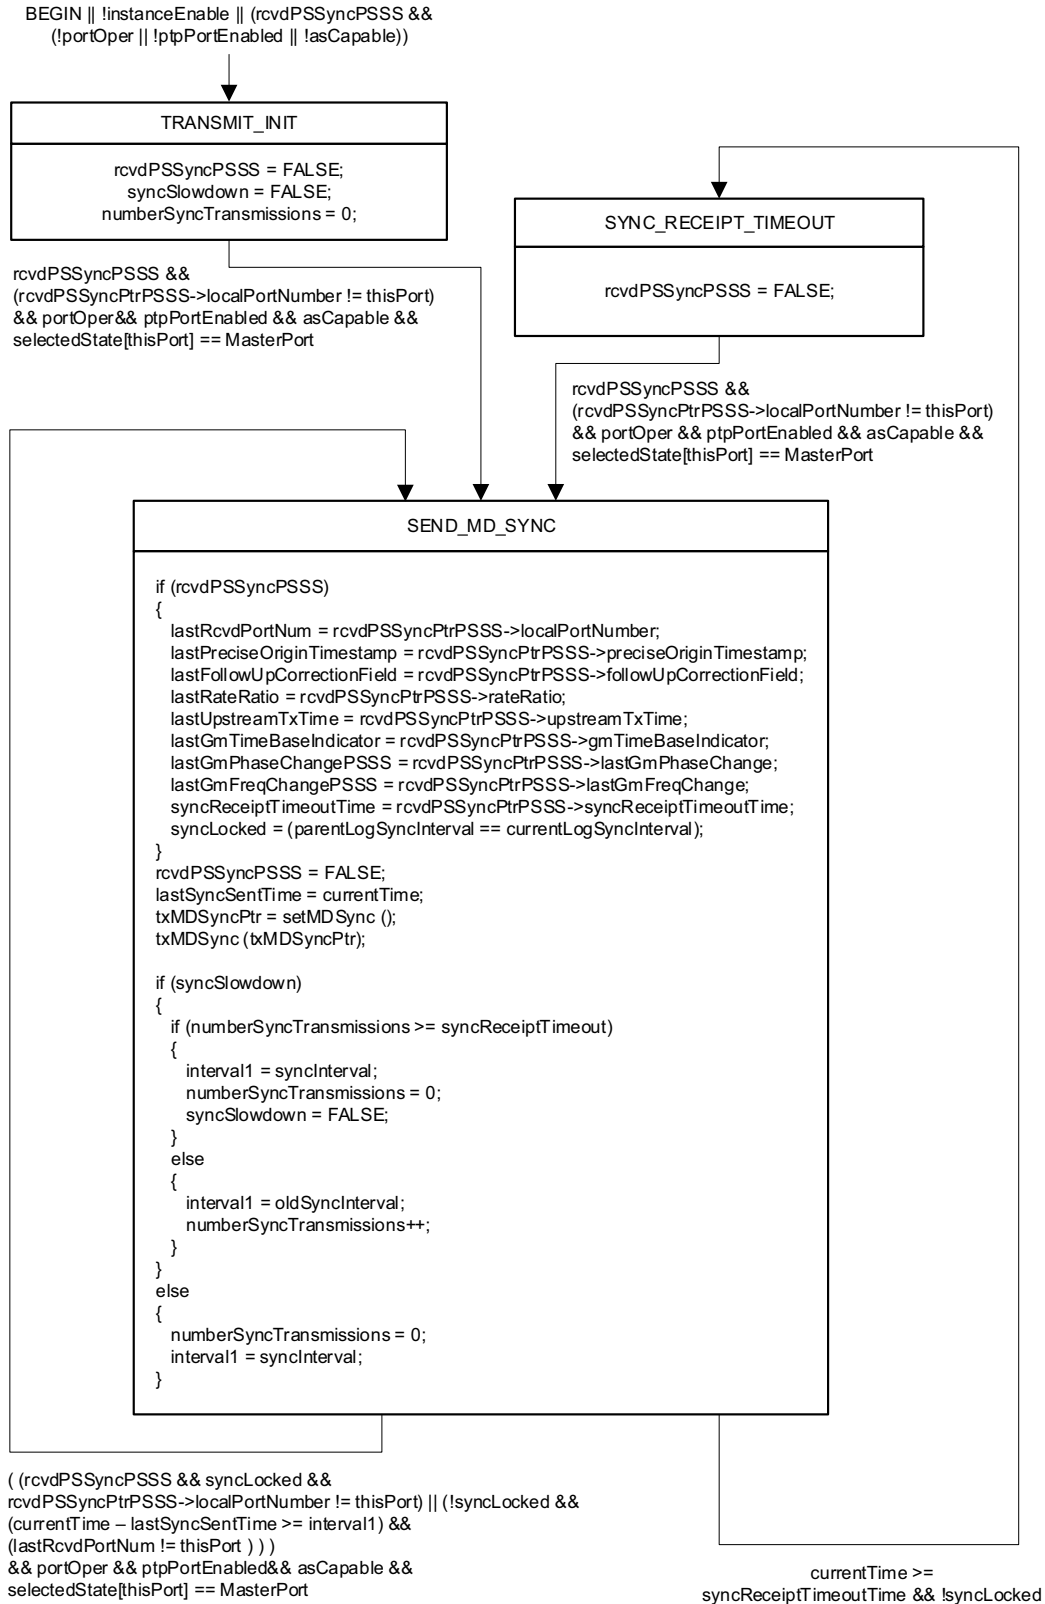 BEGIN || !instanceEnable || (rcvdPSSyncPSSS &&
(!portOper || !ptpPortEnabled || !asCapable))
TRANSMIT_INIT
rcvdPSSyncPSSS = FALSE;
syncSlowdown = FALSE;
numberSyncTransmissions = 0;
SYNC_RECEIPT_TIMEOUT
rcvdPSSyncPSSS = FALSE;
rcvdPSSyncPSSS &&
(rcvdPSSyncPtrPSSS->localPortNumber != thisPort)
&& portOper&& ptpPortEnabled && asCapable &&
selectedState[thisPort] == MasterPort
rcvdPSSyncPSSS &&
(rcvdPSSyncPtrPSSS->localPortNumber != thisPort)
&& portOper && ptpPortEnabled && asCapable &&
selectedState[thisPort] == MasterPort
SEND_MD_SYNC
if (rcvdPSSyncPSSS)
{
lastRcvdPortNum = rcvdPSSyncPtrPSSS->localPortNumber;
lastPreciseOriginTimestamp = rcvdPSSyncPtrPSSS->preciseOriginTimestamp;
lastFollowUpCorrectionField = rcvdPSSyncPtrPSSS->followUpCorrectionField;
lastRateRatio = rcvdPSSyncPtrPSSS->rateRatio;
lastUpstreamTxTime = rcvdPSSyncPtrPSSS->upstreamTxTime;
lastGmTimeBaseIndicator = rcvdPSSyncPtrPSSS->gmTimeBaseIndicator;
lastGmPhaseChangePSSS = rcvdPSSyncPtrPSSS->lastGmPhaseChange;
lastGmFreqChangePSSS = rcvdPSSyncPtrPSSS->lastGmFreqChange;
syncReceiptTimeoutTime = rcvdPSSyncPtrPSSS->syncReceiptTimeoutTime;
syncLocked = (parentLogSyncInterval == currentLogSyncInterval);
}
rcvdPSSyncPSSS = FALSE;
lastSyncSentTime = currentTime;
txMDSyncPtr = setMDSync ();
txMDSync (txMDSyncPtr);
if (syncSlowdown)
{
if (numberSyncTransmissions >= syncReceiptTimeout)
{
interval1 = syncInterval;
numberSyncTransmissions = 0;
syncSlowdown = FALSE;
}
else
{
interval1 = oldSyncInterval;
numberSyncTransmissions++;
}
}
else
{
numberSyncTransmissions = 0;
interval1 = syncInterval;
}
( (rcvdPSSyncPSSS && syncLocked &&
rcvdPSSyncPtrPSSS->localPortNumber != thisPort) || (!syncLocked &&
(currentTime – lastSyncSentTime >= interval1) &&
(lastRcvdPortNum != thisPort ) ) )
&& portOper && ptpPortEnabled&& asCapable &&
selectedState[thisPort] == MasterPort
currentTime >=
syncReceiptTimeoutTime && !syncLocked